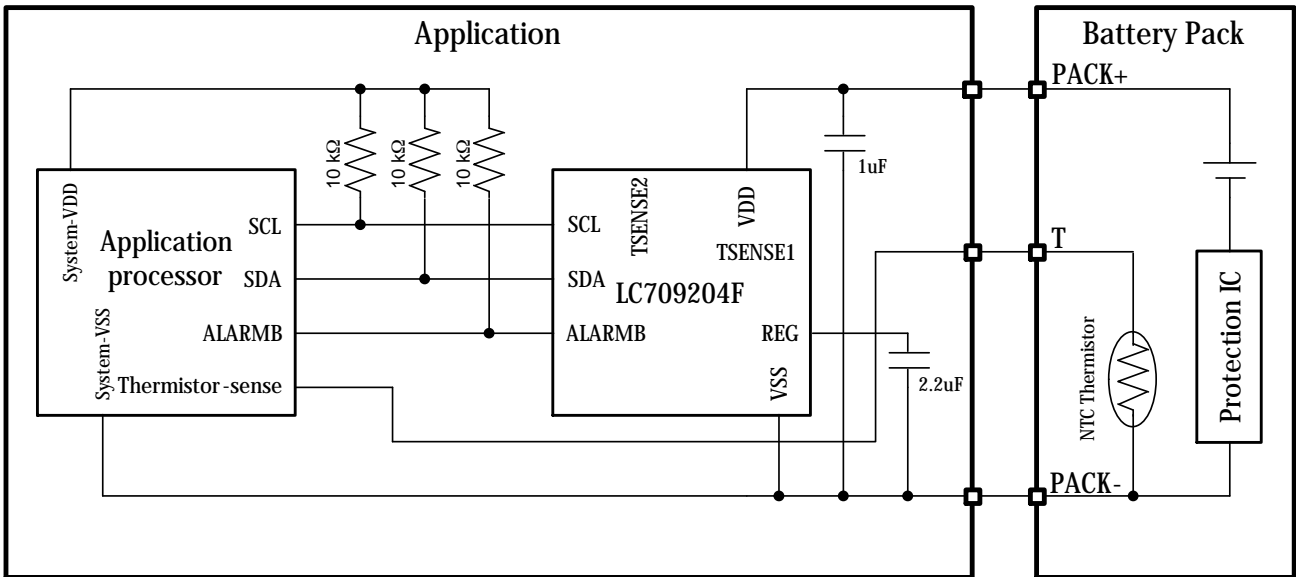 Application
Battery Pack
PACK+
10 kΩ
10 kΩ
10 kΩ
1uF
System-VDD
SCL
Application
processor
SDA
ALARMB
System-VSS
Thermistor-sense
SCL
TSENSE2
VDD
TSENSE1
SDA
LC709204F
ALARMB
REG
VSS
2.2uF
T
NTC Thermistor
Protection IC
PACK-